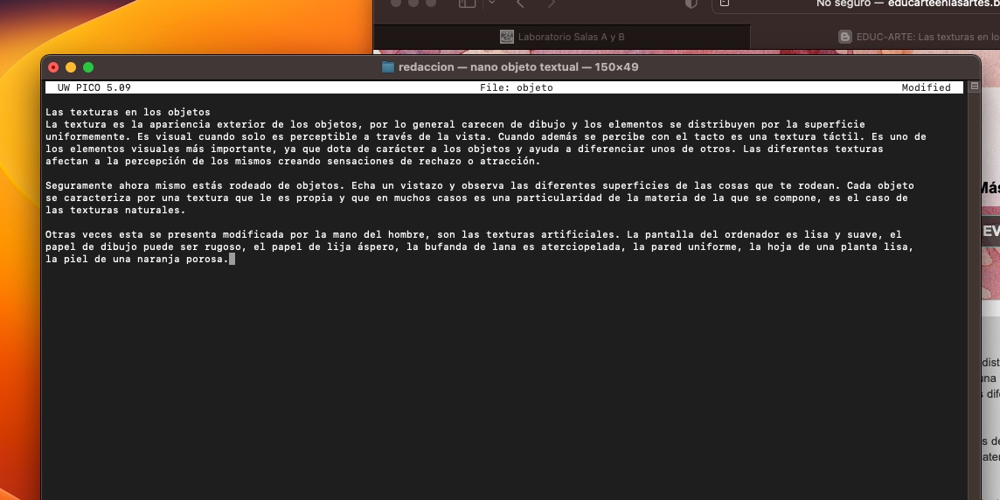 No seguro — educarteenlasartes.b
Laboratorio Salas A y B
EDUC-ARTE: Las texturas en lo
redaccion — nano objeto textual — 150×49
UW PICO 5.09 File: objeto Modified
Las texturas en los objetos
La textura es la apariencia exterior de los objetos, por lo general carecen de dibujo y los elementos se distribuyen por la superficie
uniformemente. Es visual cuando solo es perceptible a través de la vista. Cuando además se percibe con el tacto es una textura táctil. Es uno de
los elementos visuales más importante, ya que dota de carácter a los objetos y ayuda a diferenciar unos de otros. Las diferentes texturas
afectan a la percepción de los mismos creando sensaciones de rechazo o atracción.
Seguramente ahora mismo estás rodeado de objetos. Echa un vistazo y observa las diferentes superficies de las cosas que te rodean. Cada objeto
se caracteriza por una textura que le es propia y que en muchos casos es una particularidad de la materia de la que se compone, es el caso de
las texturas naturales.
Otras veces esta se presenta modificada por la mano del hombre, son las texturas artificiales. La pantalla del ordenador es lisa y suave, el
papel de dibujo puede ser rugoso, el papel de lija áspero, la bufanda de lana es aterciopelada, la pared uniforme, la hoja de una planta lisa,
la piel de una naranja porosa.
Más
EV
dist
una
s dif
s de
ater